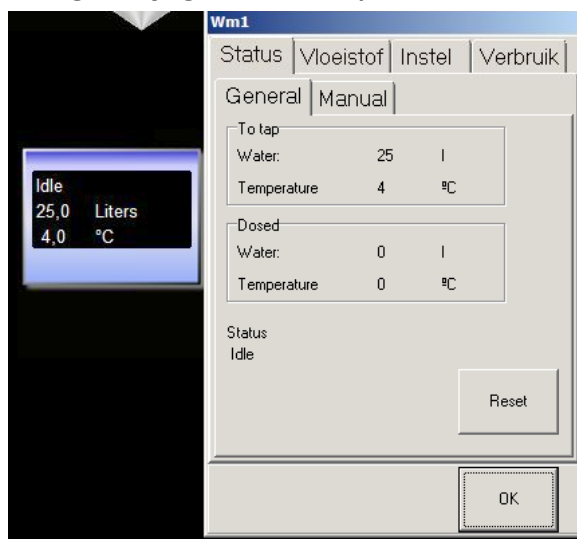 Wm1
Status Vloeistof Instel Verbruik
General Manual
To tap
Water: 25 l
Temperature 4 ºC
Dosed
Water: 0 l
Temperature 0 ºC
Status
Idle
Reset
OK
Idle
25,0 Liters
4,0 °C